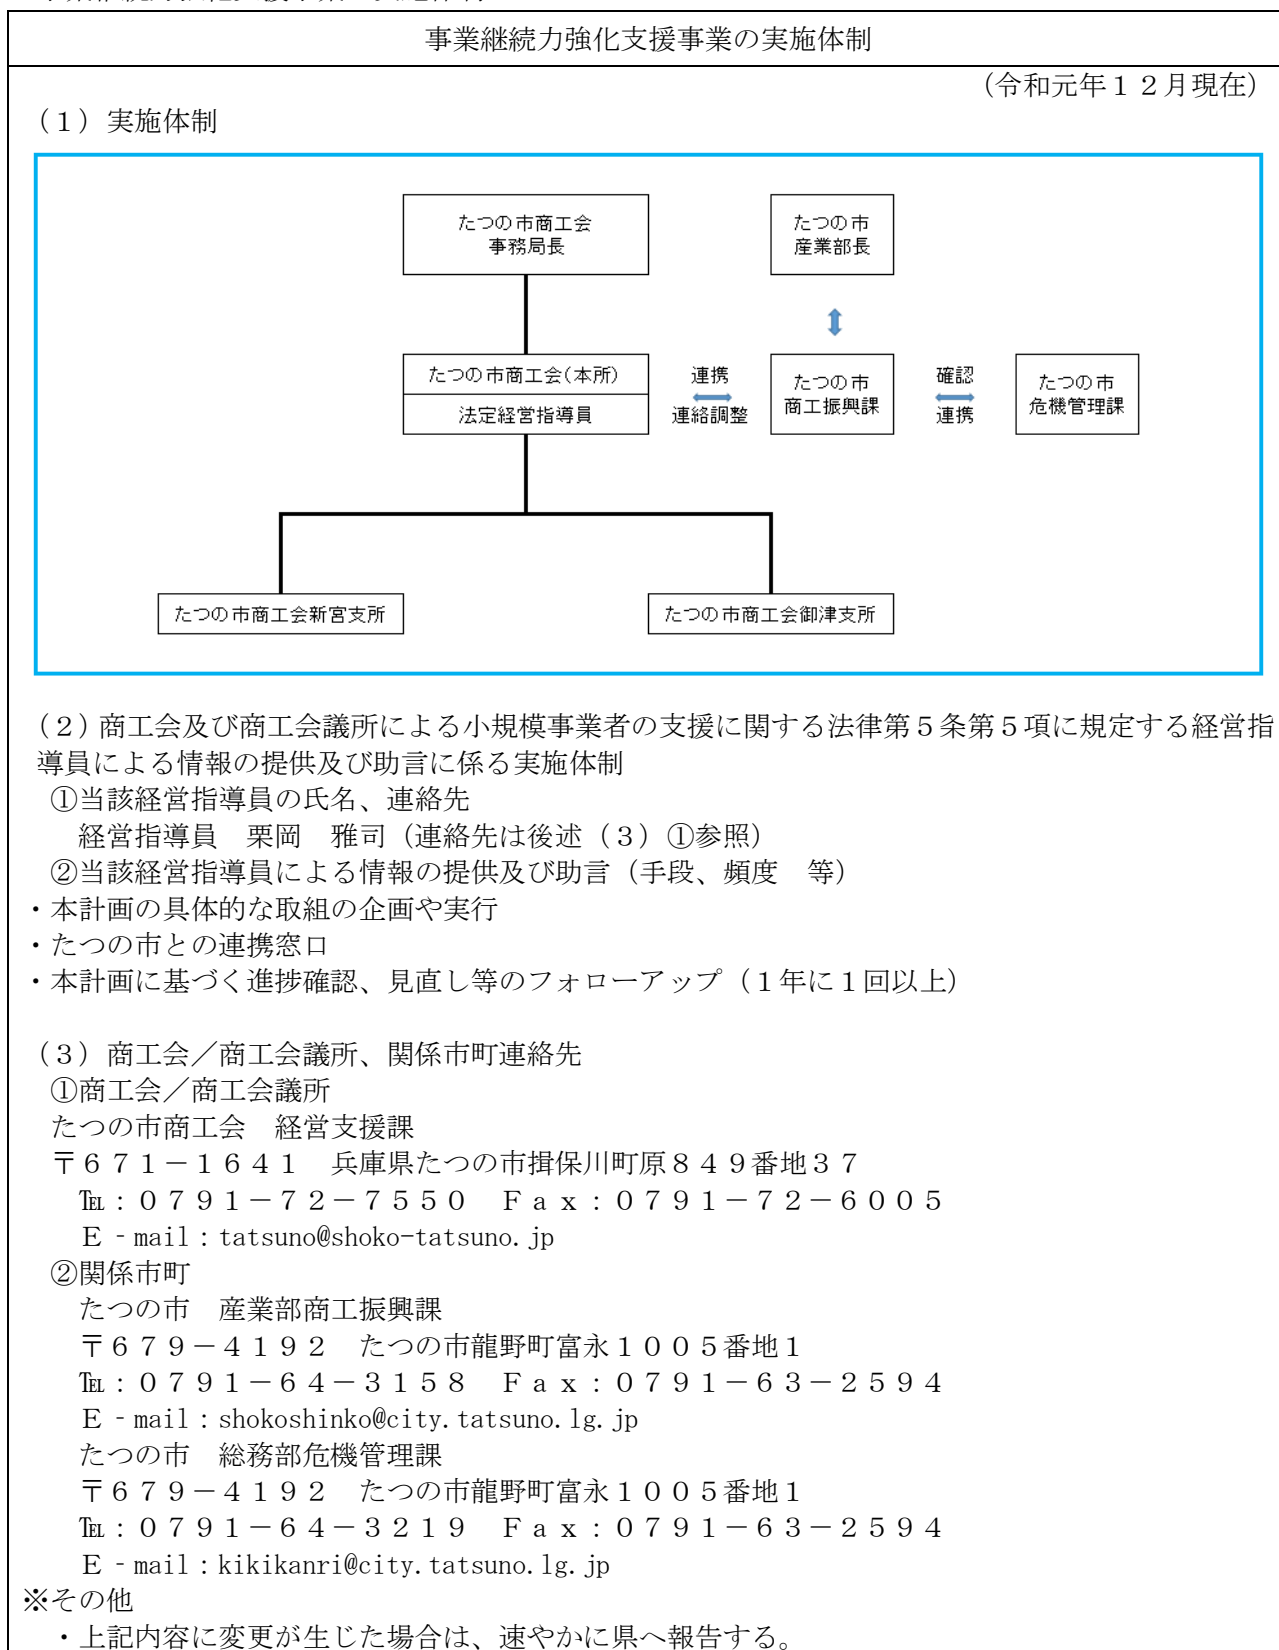 事業継続力強化支援事業の実施体制
（令和元年１２月現在）
（１）実施体制
たつの市商工会
事務局長
たつの市
産業部長
たつの市商工会(本所)
法定経営指導員
連携
連絡調整
たつの市
商工振興課
確認
連携
たつの市
危機管理課
たつの市商工会新宮支所
たつの市商工会御津支所
（２）商工会及び商工会議所による小規模事業者の支援に関する法律第５条第５項に規定する経営指
導員による情報の提供及び助言に係る実施体制
①当該経営指導員の氏名、連絡先
経営指導員　栗岡　雅司（連絡先は後述（３）①参照）
②当該経営指導員による情報の提供及び助言（手段、頻度　等）
・本計画の具体的な取組の企画や実行
・たつの市との連携窓口
・本計画に基づく進捗確認、見直し等のフォローアップ（１年に１回以上）
（３）商工会／商工会議所、関係市町連絡先
①商工会／商工会議所
たつの市商工会　経営支援課
〒６７１－１６４１　兵庫県たつの市揖保川町原８４９番地３７
℡：０７９１－７２－７５５０　Ｆａｘ：０７９１－７２－６００５
Ｅ‐mail：tatsuno@shoko-tatsuno.jp
②関係市町
たつの市　産業部商工振興課
〒６７９－４１９２　たつの市龍野町富永１００５番地１
℡：０７９１－６４－３１５８　Ｆａｘ：０７９１－６３－２５９４
Ｅ‐mail：shokoshinko@city.tatsuno.lg.jp
たつの市　総務部危機管理課
〒６７９－４１９２　たつの市龍野町富永１００５番地１
℡：０７９１－６４－３２１９　Ｆａｘ：０７９１－６３－２５９４
Ｅ‐mail：kikikanri@city.tatsuno.lg.jp
※その他
・上記内容に変更が生じた場合は、速やかに県へ報告する。